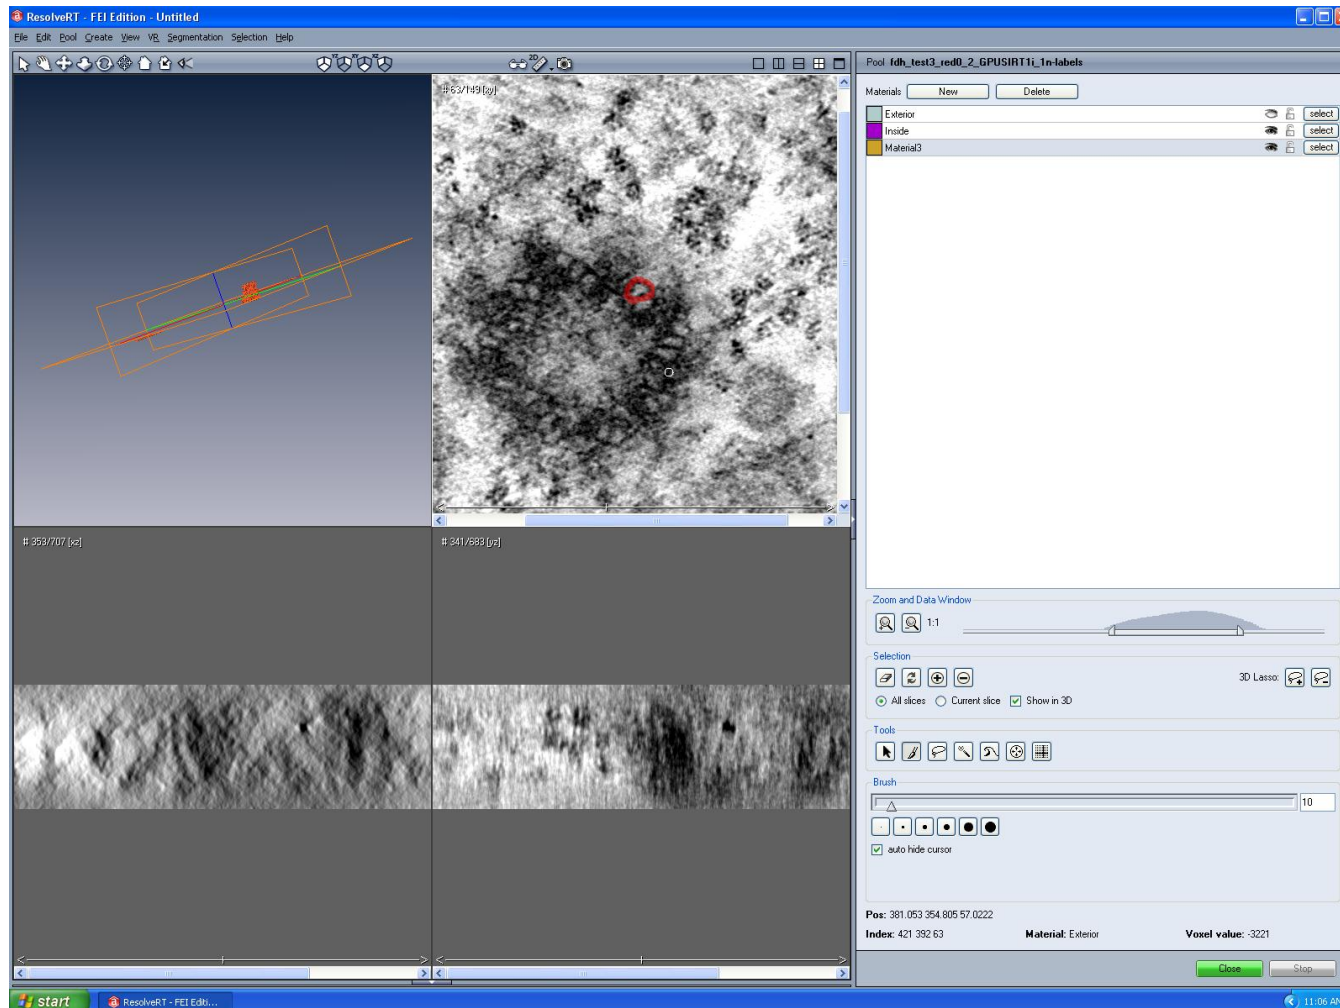 ResolveRT - FEI Edition - Untitled
File Edit Pool Create View VR Segmentation Selection Help
2D
Pool fdh_test3_red0_2_GPUSIRT1i_1n-labels
# 63/149 [xy]
Materials New Delete
Exterior select
Inside select
Material3 select
# 353/707 [xz]
# 341/683 [yz]
Zoom and Data Window
1:1
Selection
3D Lasso:
All slices Current slice Show in 3D
Tools
Brush
10
auto hide cursor
Pos: 381.053 354.805 57.0222
Index: 421 392 63 Material: Exterior Voxel value: -3221
Close Stop
start ResolveRT - FEI Editi... 11:06 AM